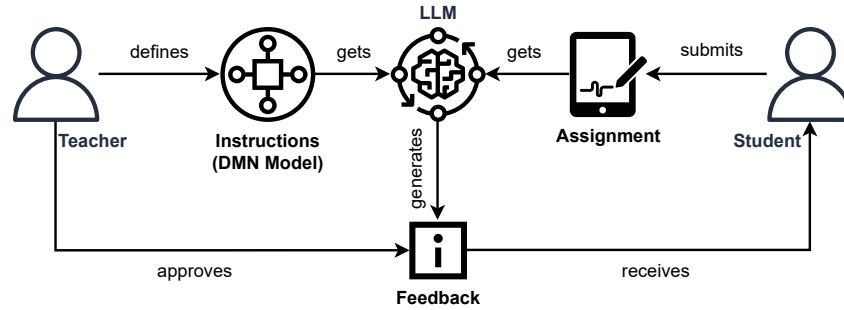 LLM
defines
gets
gets
submits
Teacher
Instructions
(DMN Model)
Assignment
Student
generates
i
approves
receives
Feedback